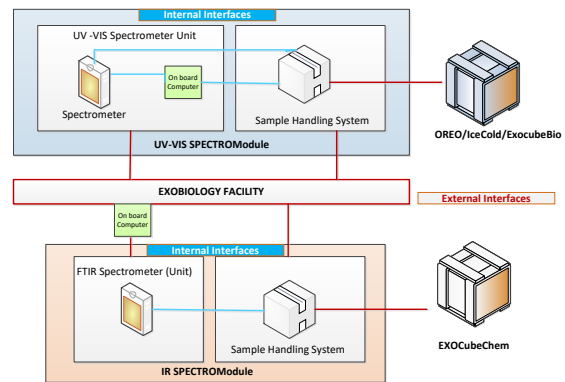 Internal Interfaces
UV -VIS Spectrometer Unit
On board
Computer
Spectrometer
Sample Handling System
UV-VIS SPECTROModule
OREO/IceCold/ExocubeBio
EXOBIOLOGY FACILITY
External Interfaces
On board
Computer
Internal Interfaces
FTIR Spectrometer (Unit)
Sample Handling System
IR SPECTROModule
EXOCubeChem